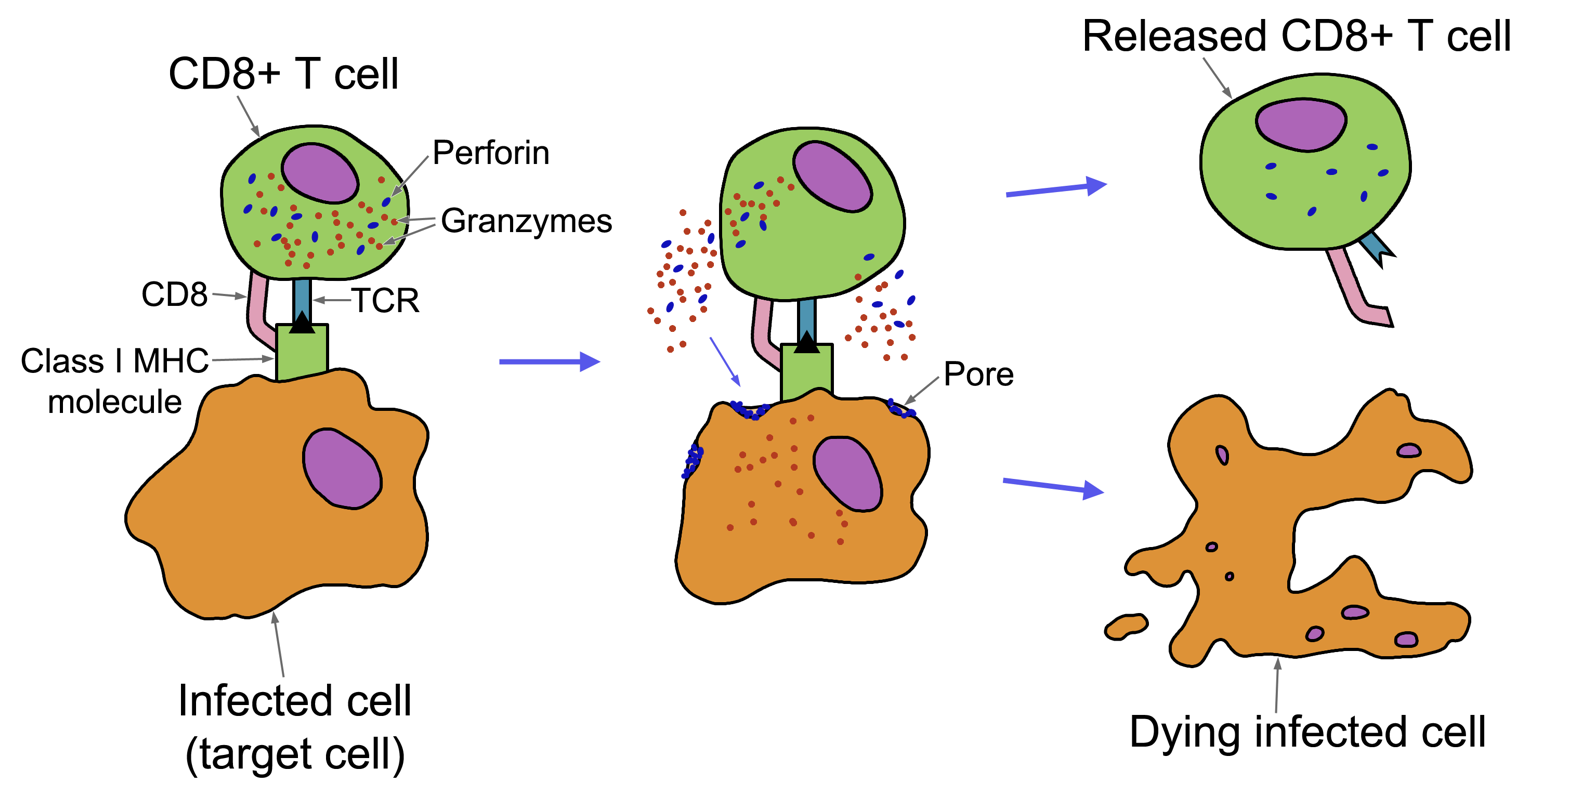 CD8+ T cell
Perforin
Granzymes
CD8
TCR
Class I MHC
molecule
Infected cell
(target cell)
Pore
Released CD8+ T cell
Dying infected cell